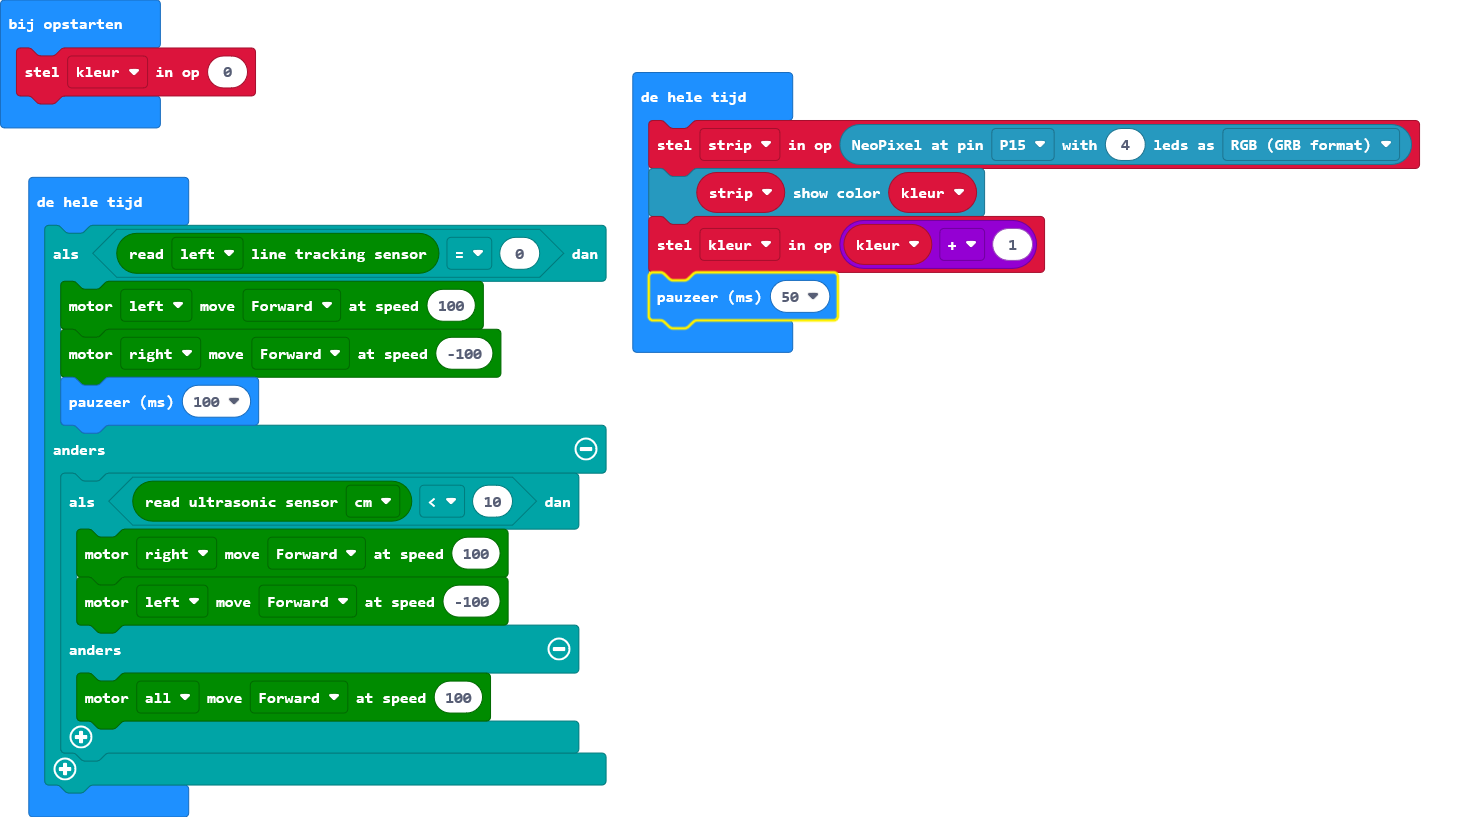 bij opstarten
stel kleur in op 0
de hele tijd
als read left line tracking sensor = 0 dan
motor left move Forward at speed 100
motor right move Forward at speed -100
pauzeer (ms) 100
anders
als read ultrasonic sensor cm < 10 dan
motor right move Forward at speed 100
motor left move Forward at speed -100
anders
motor all move Forward at speed 100
de hele tijd
stel strip in op NeoPixel at pin P15 with 4 leds as RGB (GRB format)
strip show color kleur
stel kleur in op kleur + 1
pauzeer (ms) 50